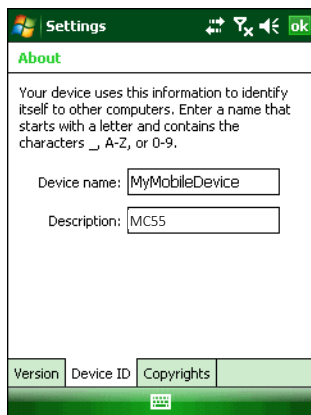 Settings
ok
About
Your device uses this information to identify
itself to other computers. Enter a name that
starts with a letter and contains the
characters _, A-Z, or 0-9.
Device name: MyMobileDevice
Description: MC55
Version Device ID Copyrights